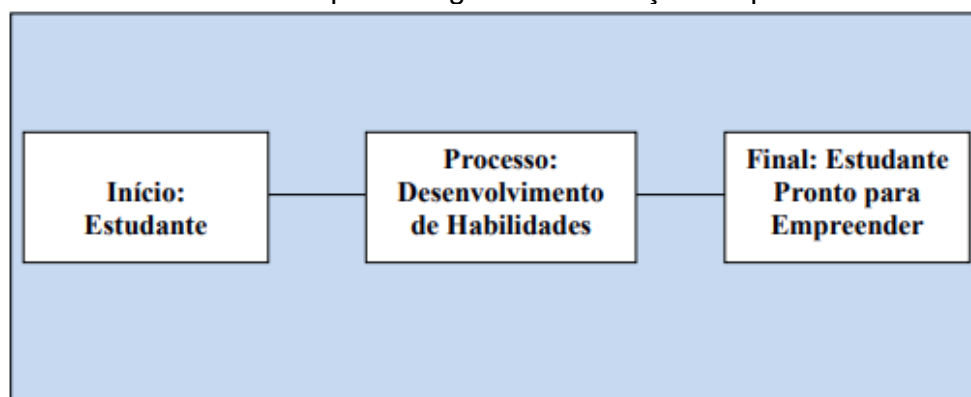 Início:
Estudante
Processo:
Desenvolvimento
de Habilidades
Final: Estudante
Pronto para
Empreender